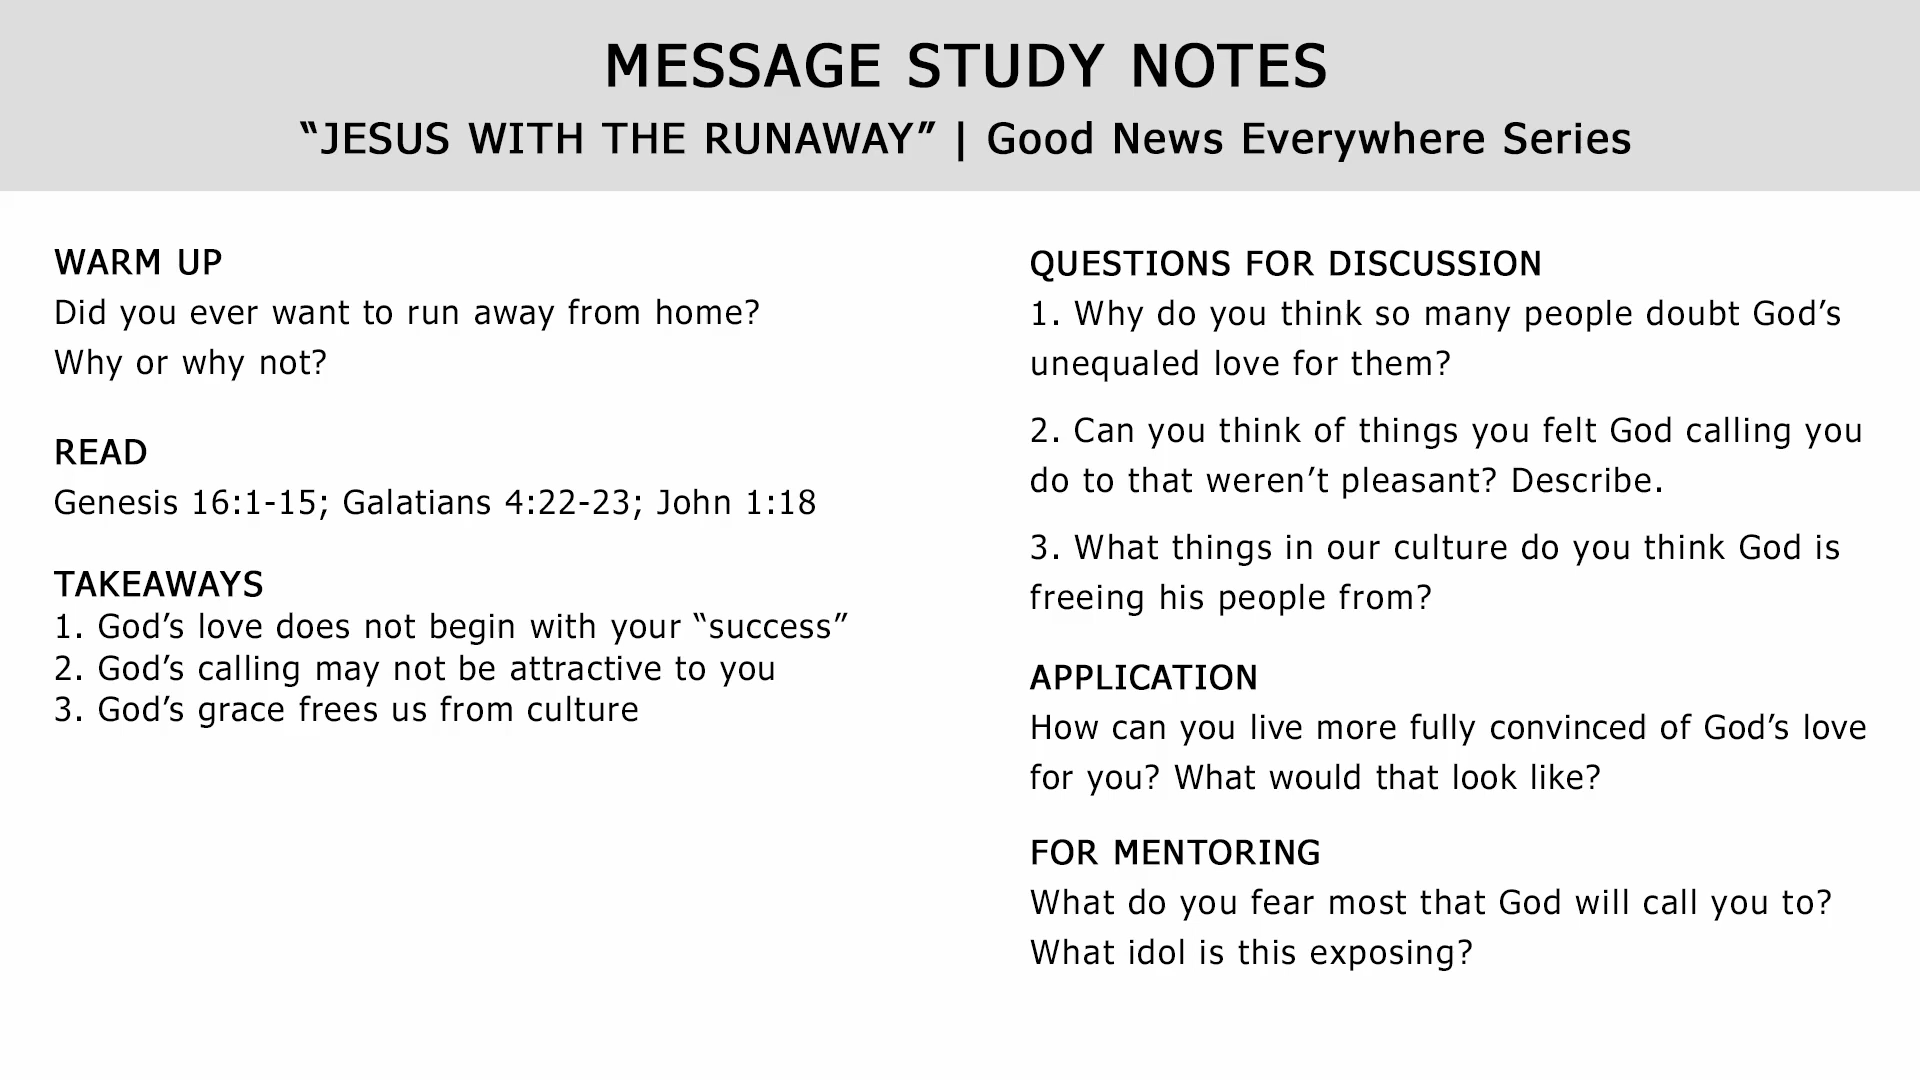 MESSAGE STUDY NOTES
“JESUS WITH THE RUNAWAY” | Good News Everywhere Series
WARM UP
Did you ever want to run away from home?
Why or why not?
READ
Genesis 16:1-15; Galatians 4:22-23; John 1:18
TAKEAWAYS
1. God’s love does not begin with your “success”
2. God’s calling may not be attractive to you
3. God’s grace frees us from culture
QUESTIONS FOR DISCUSSION
1. Why do you think so many people doubt God’s
unequaled love for them?
2. Can you think of things you felt God calling you
do to that weren’t pleasant? Describe.
3. What things in our culture do you think God is
freeing his people from?
APPLICATION
How can you live more fully convinced of God’s love
for you? What would that look like?
FOR MENTORING
What do you fear most that God will call you to?
What idol is this exposing?